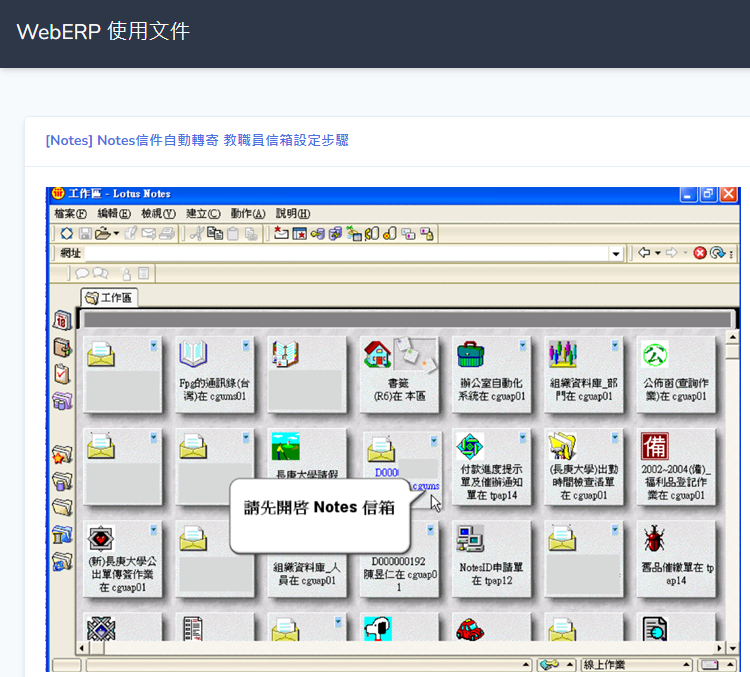 WebERP 使用文件
[Notes] Notes信件自動轉寄 教職員信箱設定步驟
工作區 - Lotus Notes
檔案(F) 編輯(E) 檢視(V) 建立(C) 動作(A) 說明(H)
網址
工作區
18
Fpg的通訊錄(台
灣)在 cgums01
書籤
(R6)在 本區
辦公室自動化
系統在 cguap01
組織資料庫_部
門在 cguap01
公
公佈函(查詢作
業)在 cguap01
長庚大學請假
D000
cgums
付款進度提示
單及催辦通知
單在 tpap14
(長庚大學)出勤
時間檢查清單
在 cguap01
備
2002~2004(備)_
福利品登記作
業在 cguap01
請先開啓 Notes 信箱
(新)長庚大學公
出單傳簽作業
在 cguap01
組織資料庫_人
員在 cguap01
D000000192
陳昱仁在 cguap0
1
NotesID申請單
在 tpap12
舊品催繳單在 tp
ap14
線上作業